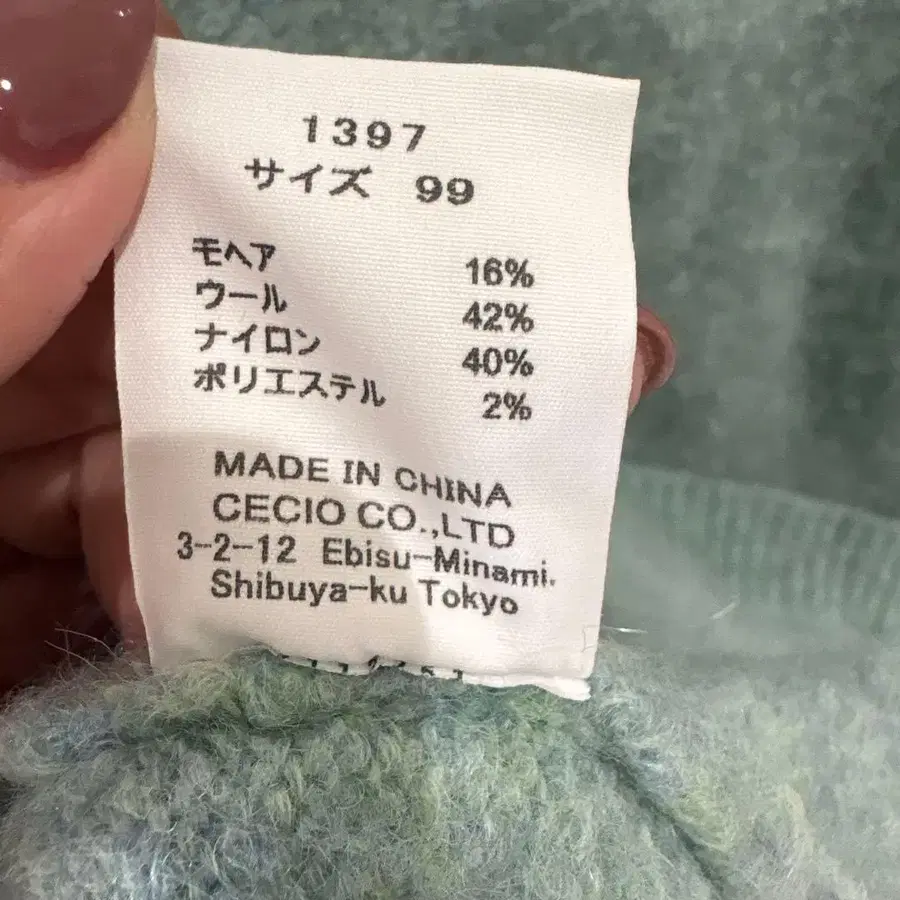 1397
サイズ 99
モヘア 16%
ウール 42%
ナイロン 40%
ポリエステル 2%
MADE IN CHINA
CECIO CO.,LTD
3-2-12 Ebisu-Minami.
Shibuya-ku Tokyo